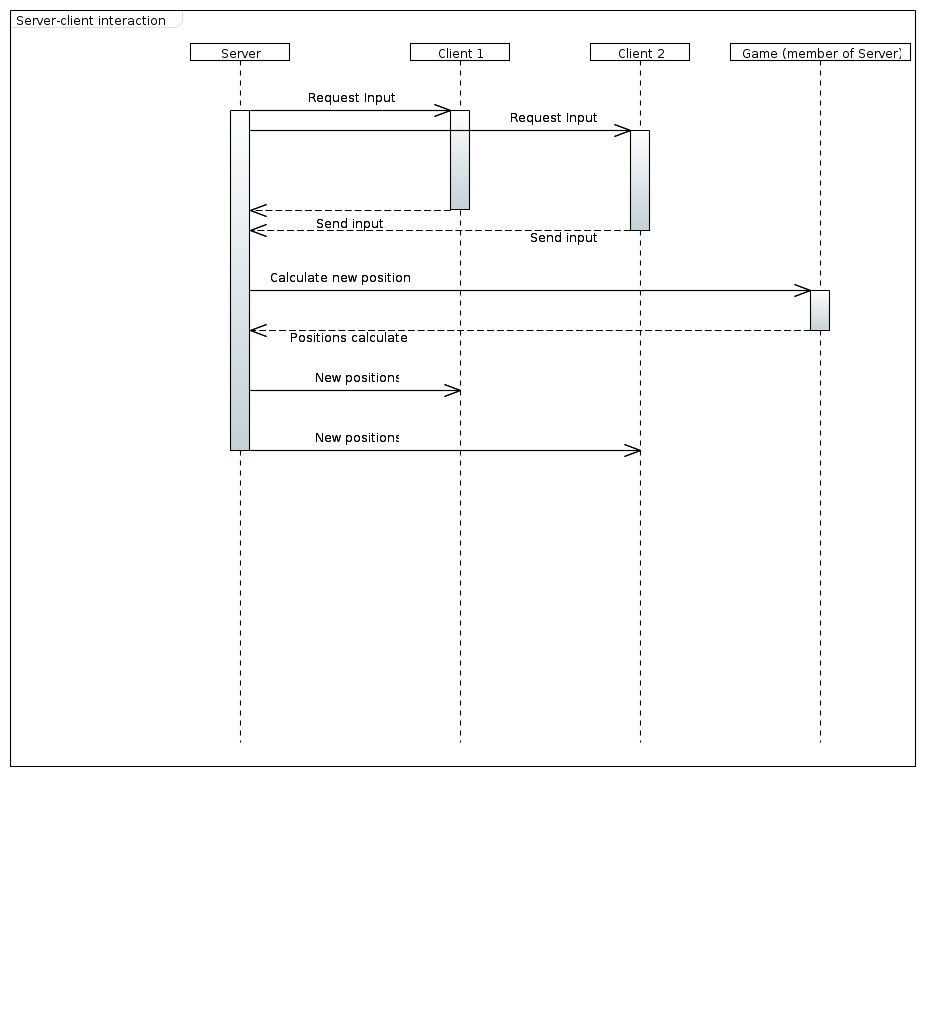 Server-client interaction
Server
Client 1
Client 2
Game (member of Server)
Request Input
Request Input
Send input
Send input
Calculate new position
Positions calculate
New positions
New positions